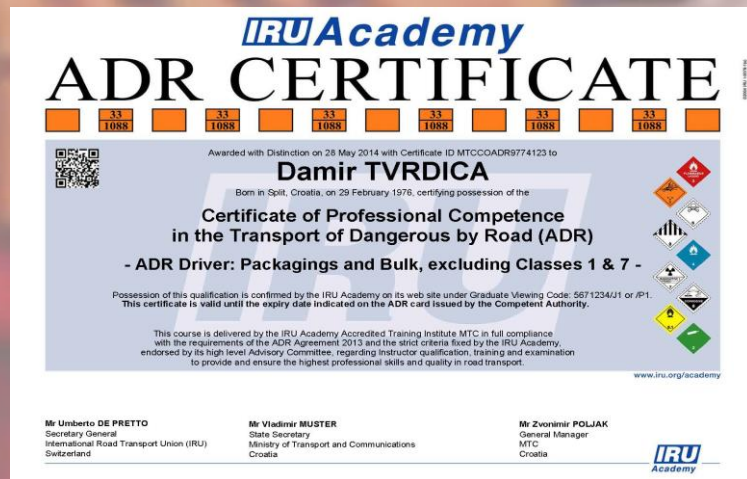 IRU Academy
ADR CERTIFICATE
33 33 33 33 33 33
1088 1088 1088 1088 1088 1088
Awarded with Distinction on 28 May 2014 with Certificate ID MTCCOADR9774123 to
Damir TVRDICA
Born in Split, Croatia, on 29 February 1976, certifying possession of the
Certificate of Professional Competence
in the Transport of Dangerous by Road (ADR)
- ADR Driver: Packagings and Bulk, excluding Classes 1 & 7 -
Possession of this qualification is confirmed by the IRU Academy on its web site under Graduate Viewing Code: 5671234/J1 or /P1.
This certificate is valid until the expiry date indicated on the ADR card issued by the Competent Authority.
This course is delivered by the IRU Academy Accredited Training Institute MTC in full compliance
with the requirements of the ADR Agreement 2013 and the strict criteria fixed by the IRU Academy,
endorsed by its high level Advisory Committee, regarding Instructor qualification, training and examination
to provide and ensure the highest professional skills and quality in road transport.
IRU
www.iru.org/academy
Mr Umberto DE PRETTO
Secretary General
International Road Transport Union (IRU)
Switzerland
Mr Vladimir MUSTER
State Secretary
Ministry of Transport and Communications
Croatia
Mr Zvonimir POLJAK
General Manager
MTC
Croatia
IRU
Academy